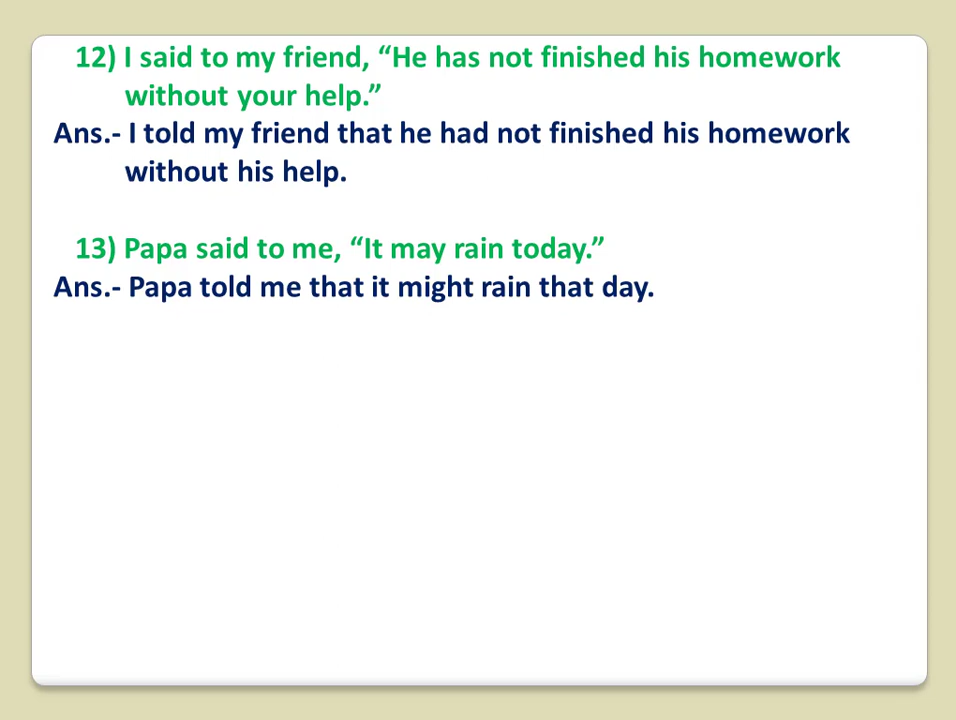 12) I said to my friend, “He has not finished his homework
without your help.”
Ans.- I told my friend that he had not finished his homework
without his help.
13) Papa said to me, “It may rain today.”
Ans.- Papa told me that it might rain that day.